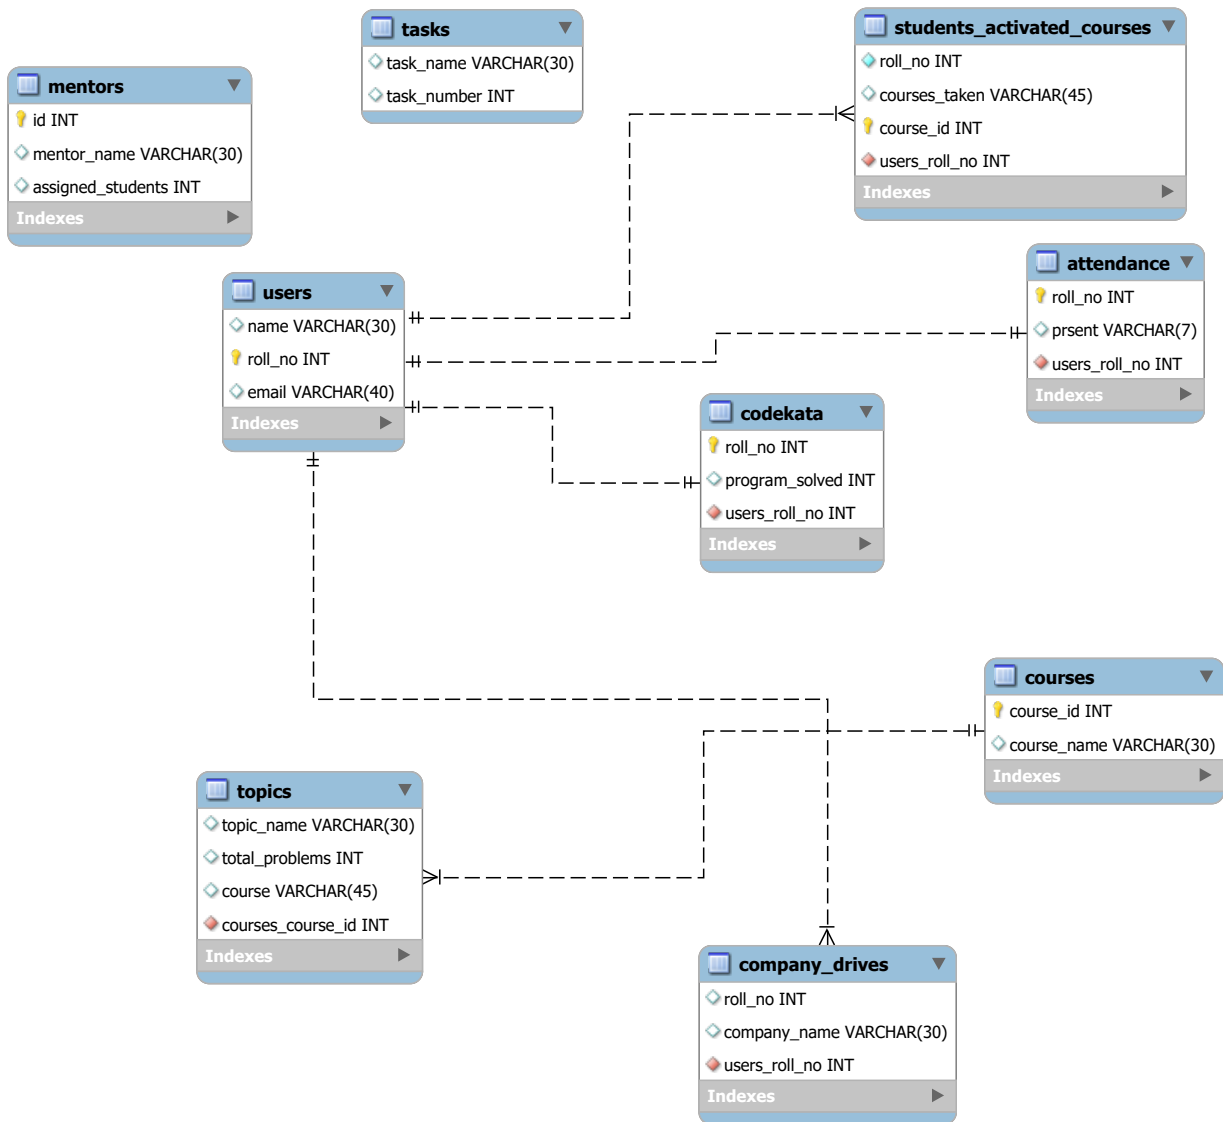 tasks
task_name VARCHAR(30)
task_number INT
students_activated_courses
roll_no INT
courses_taken VARCHAR(45)
course_id INT
users_roll_no INT
Indexes
mentors
id INT
mentor_name VARCHAR(30)
assigned_students INT
Indexes
attendance
roll_no INT
prsent VARCHAR(7)
users_roll_no INT
Indexes
users
name VARCHAR(30)
roll_no INT
email VARCHAR(40)
Indexes
codekata
roll_no INT
program_solved INT
users_roll_no INT
Indexes
courses
course_id INT
course_name VARCHAR(30)
Indexes
topics
topic_name VARCHAR(30)
total_problems INT
course VARCHAR(45)
courses_course_id INT
Indexes
company_drives
roll_no INT
company_name VARCHAR(30)
users_roll_no INT
Indexes